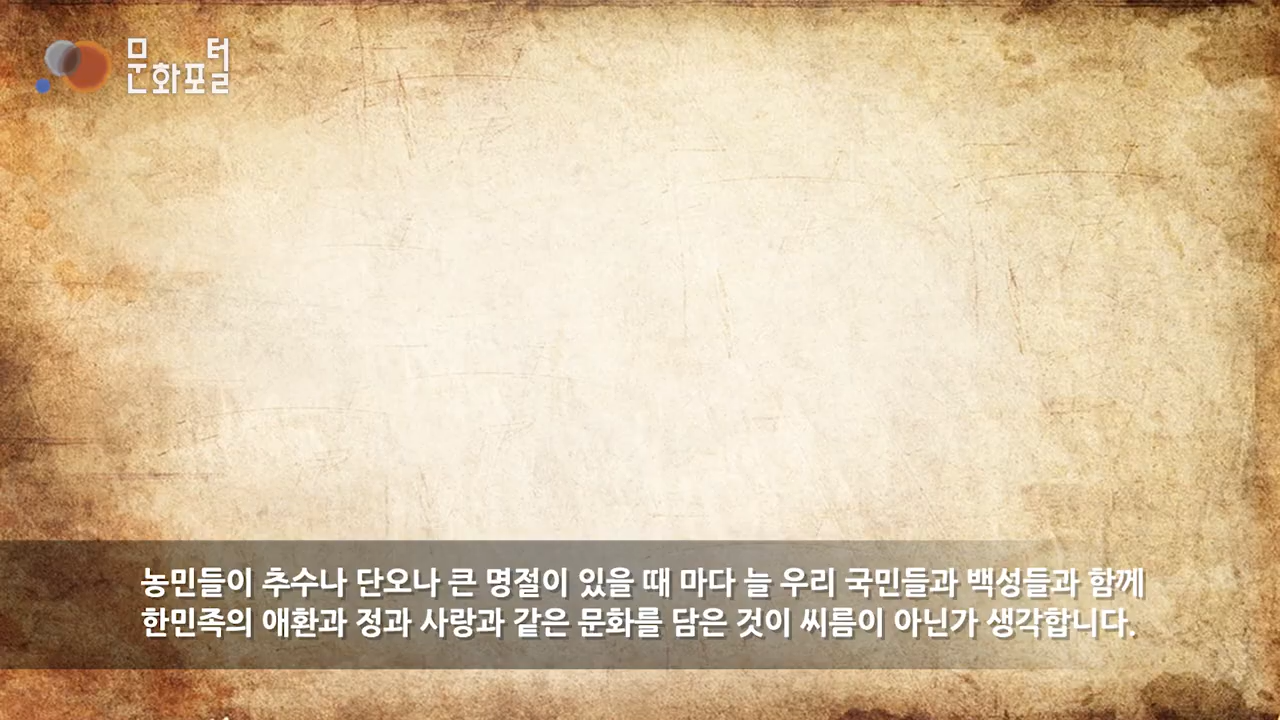 문화포털
농민들이 추수나 단오나 큰 명절이 있을 때 마다 늘 우리 국민들과 백성들과 함께
한민족의 애환과 정과 사랑과 같은 문화를 담은 것이 씨름이 아닌가 생각합니다.